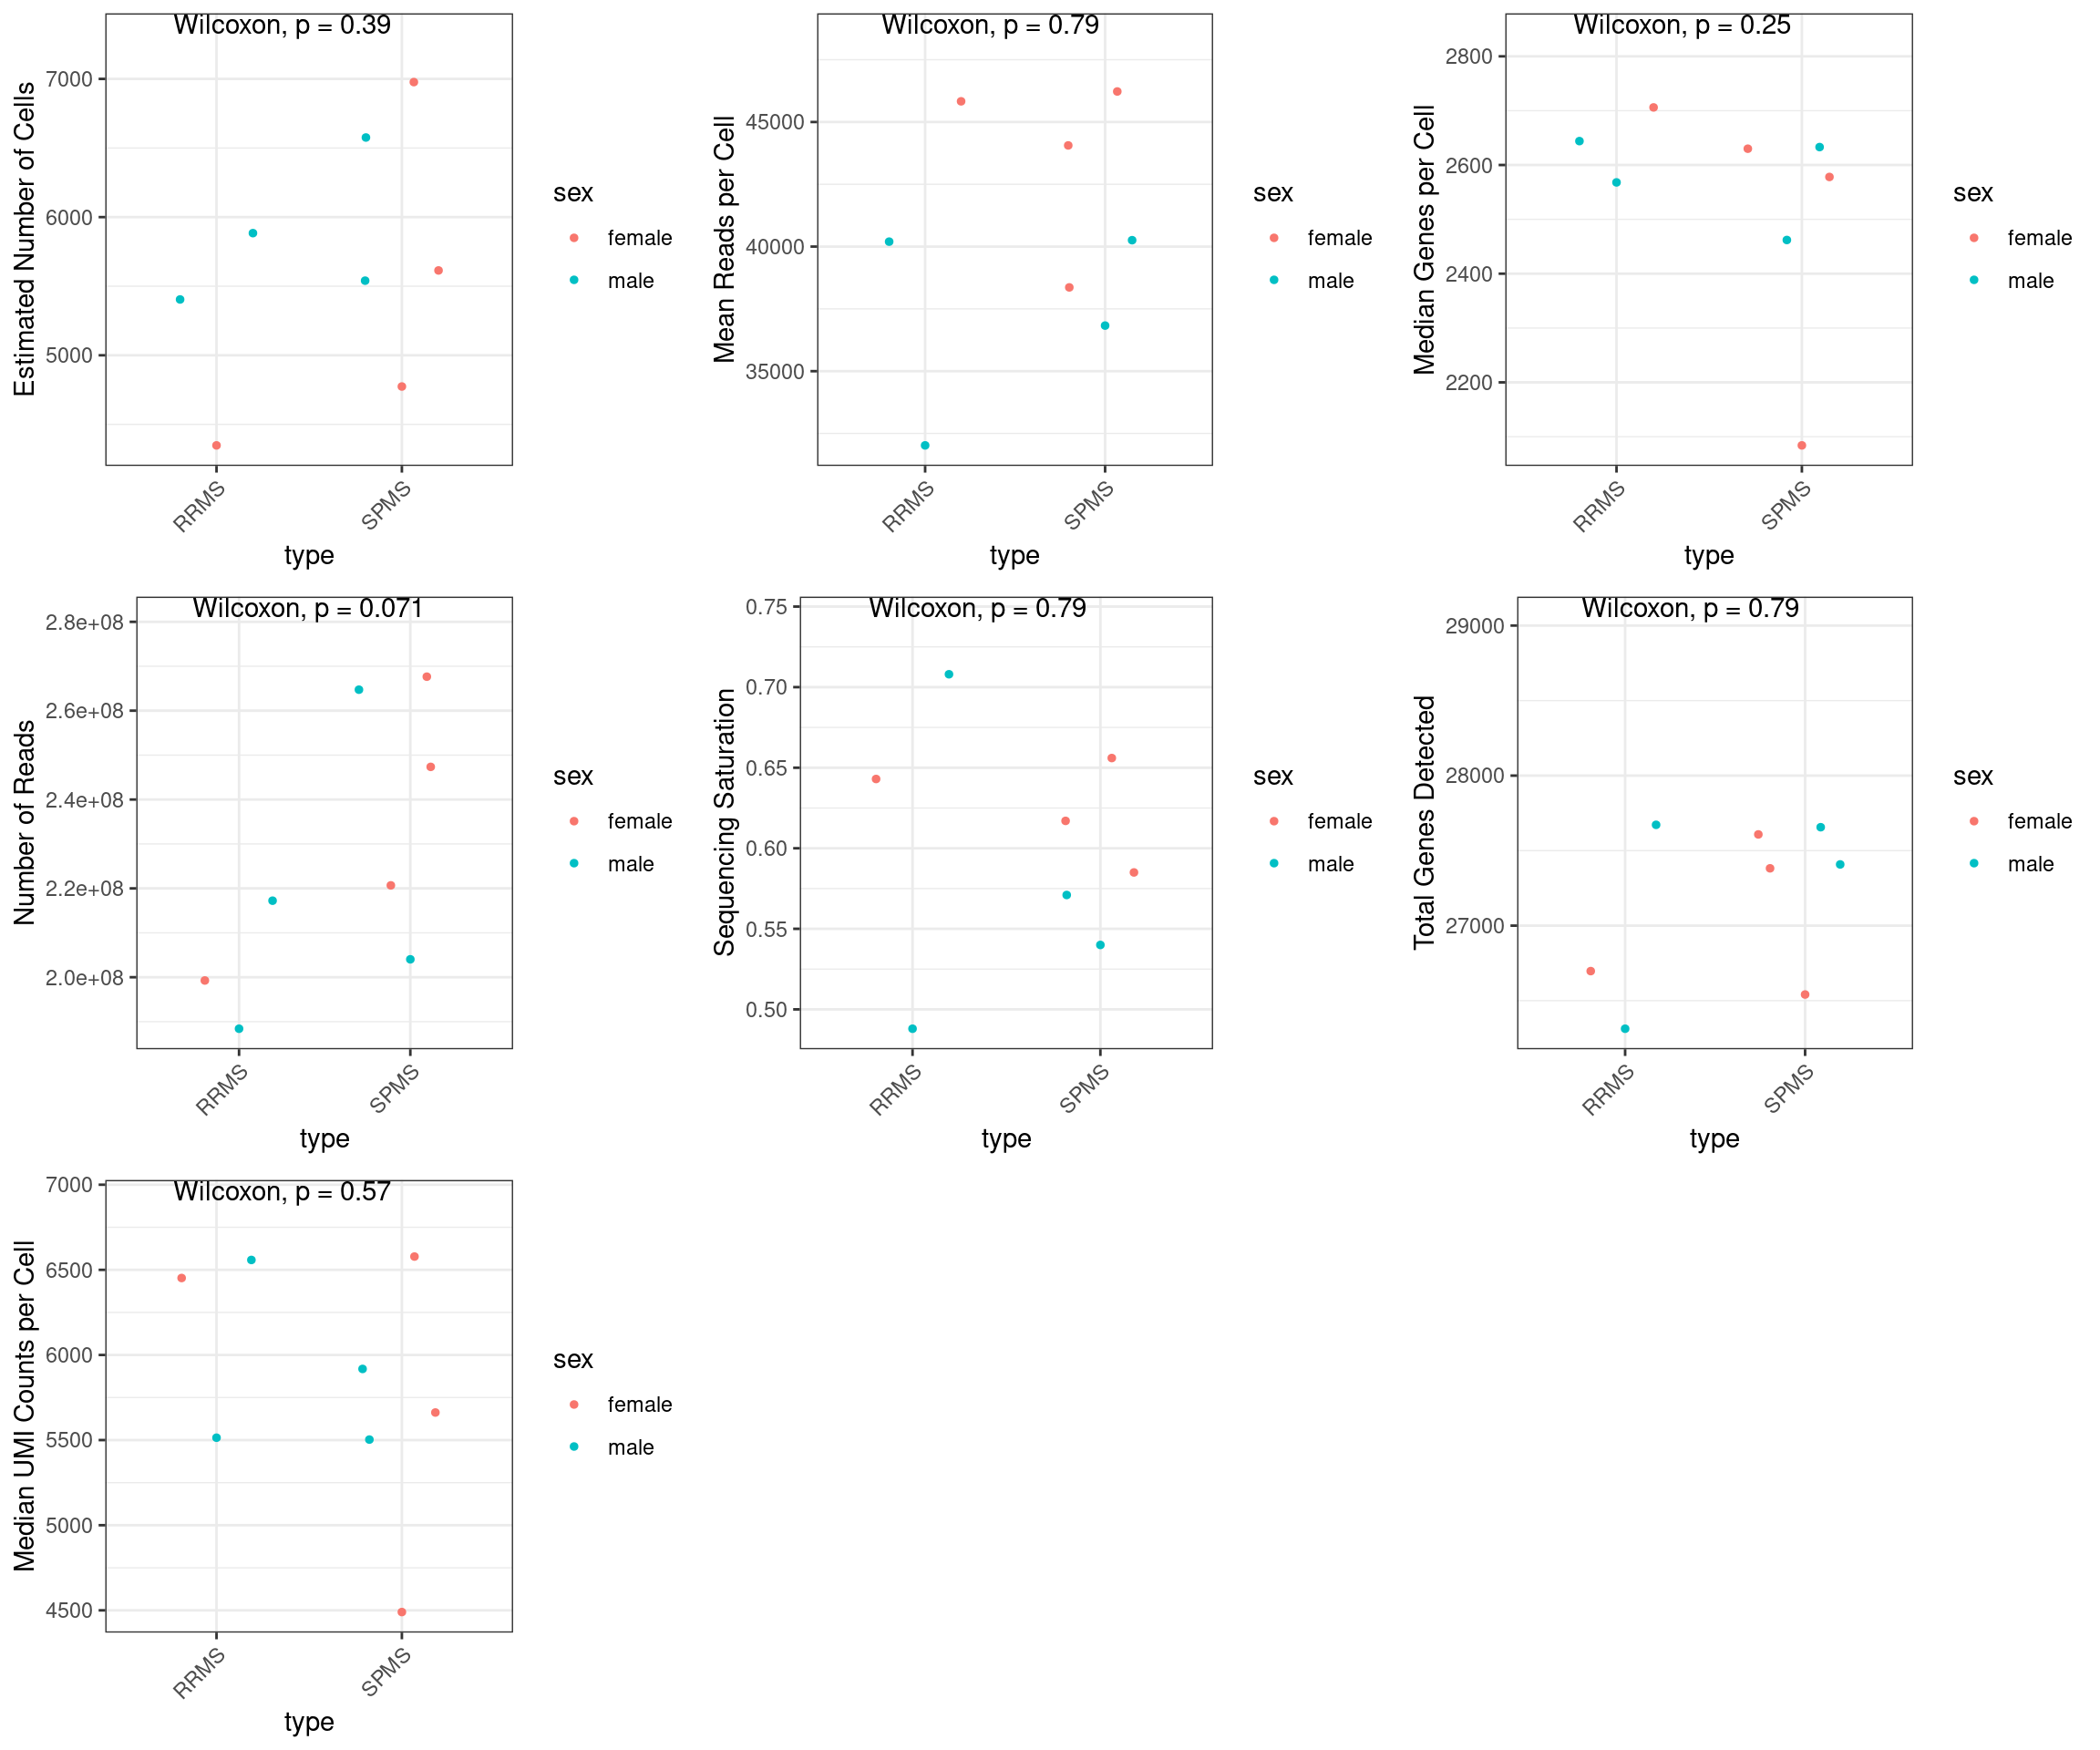 Wilcoxon, p = 0.39
Estimated Number of Cells
7000
6000
5000
RRMS
SPMS
type
sex
female
male
Wilcoxon, p = 0.79
Mean Reads per Cell
45000
40000
35000
RRMS
SPMS
type
sex
female
male
Wilcoxon, p = 0.25
Median Genes per Cell
2800
2600
2400
2200
RRMS
SPMS
type
sex
female
male
Wilcoxon, p = 0.071
Number of Reads
2.8e+08
2.6e+08
2.4e+08
2.2e+08
2.0e+08
RRMS
SPMS
type
sex
female
male
Wilcoxon, p = 0.79
Sequencing Saturation
0.75
0.70
0.65
0.60
0.55
0.50
RRMS
SPMS
type
sex
female
male
Wilcoxon, p = 0.79
Total Genes Detected
29000
28000
27000
RRMS
SPMS
type
sex
female
male
Wilcoxon, p = 0.57
Median UMI Counts per Cell
7000
6500
6000
5500
5000
4500
RRMS
SPMS
type
sex
female
male